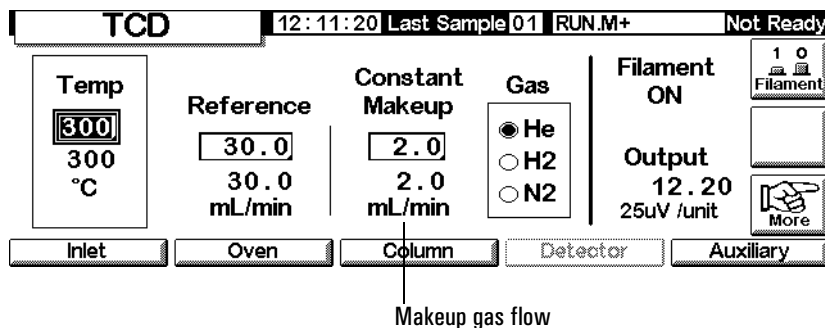 TCD
12:11:20 Last Sample 01 RUN.M+ Not Ready
Temp
300
300
°C
Reference
30.0
30.0
mL/min
Constant
Makeup
2.0
2.0
mL/min
Gas
He
H2
N2
Filament
ON
Output
12.20
25uV /unit
1 0
Filament
More
Inlet Oven Column Detector Auxiliary
Makeup gas flow